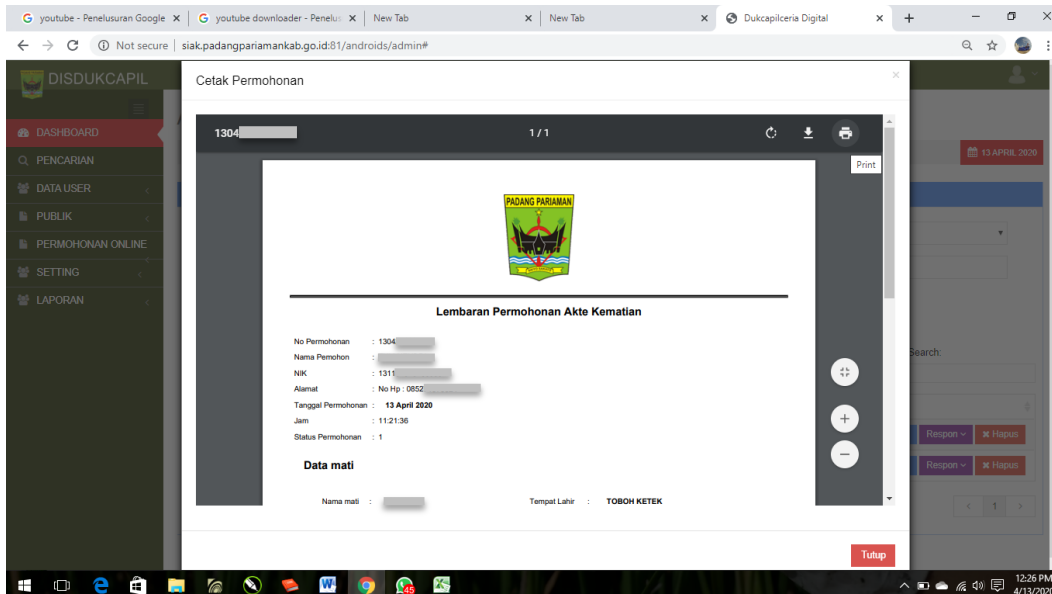 youtube - Penelusuran Google
youtube downloader - Penelus
New Tab
New Tab
Dukcapilceria Digital
Not secure
siak.padangpariamankab.go.id:81/androids/admin#
DISDUKCAPIL
DASHBOARD
PENCARIAN
DATA USER
PUBLIK
PERMOHONAN ONLINE
SETTING
LAPORAN
Cetak Permohonan
×
1304
1 / 1
Print
13 APRIL 2020
PADANG PARIAMAN
Lembaran Permohonan Akte Kematian
No Permohonan : 1304
Nama Pemohon :
NIK : 1311
Alamat : No Hp : 0852
Tanggal Permohonan : 13 April 2020
Jam : 11:21:36
Status Permohonan : 1
Data mati
Nama mati : Tempat Lahir : TOBOH KETEK
Search:
Respon Hapus
Respon Hapus
< 1 >
Tutup
45
12:26 PM
4/13/2020